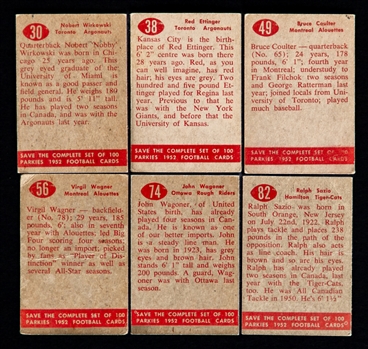 30
Nobert Wirkowski
Toronto Argonauts
Quarterback Nobert "Nobby"
Wirkowski was born in
Chicago 25 years ago. This
grey eyed graduate of the
University of Miami, is
known as a good passer and
field general. He weighs 180
pounds and is 5' 11" tall.
He has played two seasons
in Canada, and was with the
Argonauts last year.
SAVE THE COMPLETE SET OF 100
PARKIES 1952 FOOTBALL CARDS
38
Red Ettinger
Toronto Argonauts
Kansas City is the birth-
place of Red Ettinger. This
6' 2" centre was born there
28 years ago. Red, as you
can well imagine, has red
hair, his eyes are grey. Two
hundred and five pound Et-
tinger played for Regina last
year. Previous to that he
was with the New York
Giants, and before that the
University of Kansas.
SAVE THE COMPLETE SET OF 100
PARKIES 1952 FOOTBALL CARDS
49
Bruce Coulter
Montreal Alouettes
Bruce Coulter — quarterback
(No. 65); 24 years, 178
pounds, 6' 1"; fourth year
in Montreal; understudy to
Frank Filchok two seasons
and George Ratterman last
year; joined locals from Uni-
versity of Toronto; played
much football.
SAVE THE COMPLETE SET OF 100
PARKIES 1952 FOOTBALL CARDS
56
Virgil Wagner
Montreal Alouettes
Virgil Wagner — backfield-
er (No. 78); 29 years, 185
pounds, 6'; also in seventh
year with Alouettes; led Big
Four scoring four seasons;
no longer an import, picked
by fans as "Player of Dis-
tinction" winner as well as
several All-Star seasons.
SAVE THE COMPLETE SET OF 100
PARKIES 1952 FOOTBALL CARDS
74
John Wagoner
Ottawa Rough Riders
John Wagoner, of United
States birth, has already
played four seasons in Can-
ada. He is considered one
of our better imports. John
is a steady line man. He
was born in 1923, has grey
eyes and brown hair. John
stands 6' 1" tall and weighs
200 pounds. A guard, Wag-
oner was with Ottawa last
season.
SAVE THE COMPLETE SET OF 100
PARKIES 1952 FOOTBALL CARDS
82
Ralph Sazio
Hamilton Tiger-Cats
Ralph Sazio was born in
South Orange, New Jersey
on July 22nd, 1922. Ralph
plays tackle and weighs 238
pounds in the position of
tackle. Ralph also acts
as line coach. His hair is
brown and so are his eyes.
Ralph has already played
two seasons in Canada, last
year with the Tiger-
Cats. He was All Canadian
Tackle in 1950. He's 6' 1½"
SAVE THE COMPLETE SET OF 100
PARKIES 1952 FOOTBALL CARDS